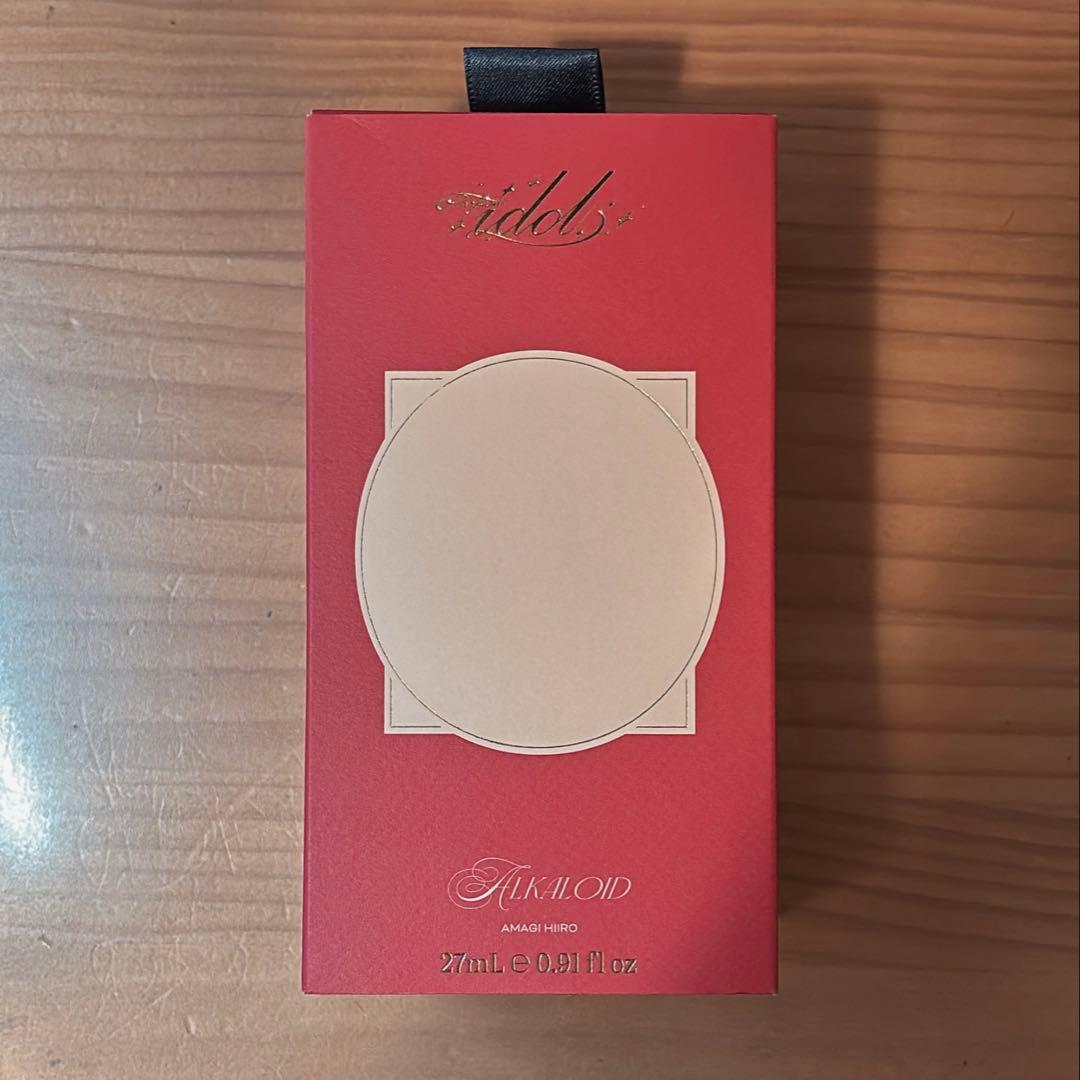 idol
ALKALOID
AMAGI HIIRO
27mL ℮ 0.91 fl oz